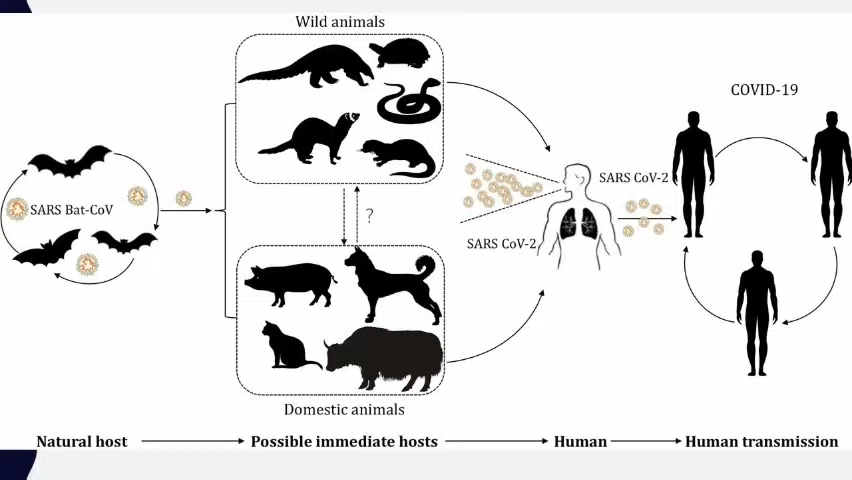 Wild animals
COVID-19
SARS CoV-2
SARS Bat-CoV
?
SARS CoV-2
Domestic animals
Natural host
Possible immediate hosts
Human
Human transmission